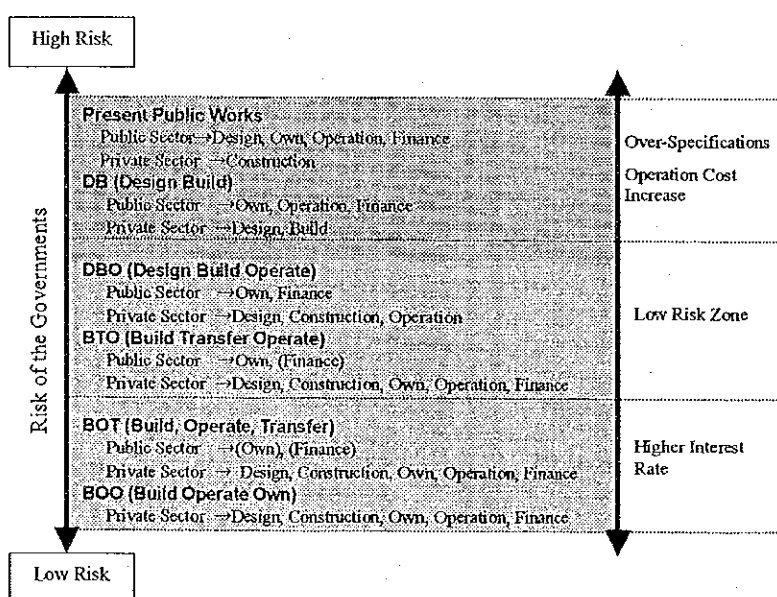 High Risk
Present Public Works
Public Sector →Design, Own, Operation, Finance
Private Sector →Construction
DB (Design Build)
Public Sector →Own, Operation, Finance
Private Sector →Design, Build
Over-Specifications
Operation Cost
Increase
DBO (Design Build Operate)
Public Sector →Own, Finance
Private Sector →Design, Construction, Operation
BTO (Build Transfer Operate)
Public Sector →Own, (Finance)
Private Sector →Design, Construction, Own, Operation, Finance
Low Risk Zone
BOT (Build, Operate, Transfer)
Public Sector →(Own), (Finance)
Private Sector → Design, Construction, Own, Operation, Finance
BOO (Build Operate Own)
Private Sector →Design, Construction, Own, Operation, Finance
Higher Interest
Rate
Risk of the Governments
Low Risk